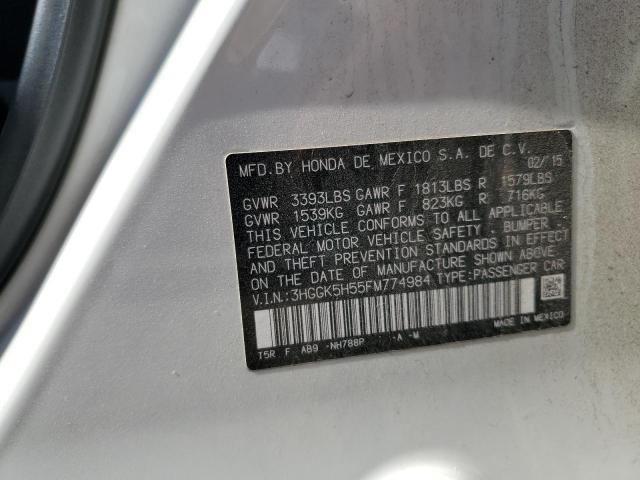 MFD. BY HONDA DE MEXICO S.A. DE C.V.
02/15
GVWR 3393LBS GAWR F 1813LBS R 1579LBS
GVWR 1539KG GAWR F 823KG R 716KG
THIS VEHICLE CONFORMS TO ALL APPLICABLE
FEDERAL MOTOR VEHICLE SAFETY, BUMPER,
AND THEFT PREVENTION STANDARDS IN EFFECT
ON THE DATE OF MANUFACTURE SHOWN ABOVE.
V.I.N.: 3HGGK5H55FM774984 TYPE: PASSENGER CAR
T5R F AB9 -NH788P -A -M
MADE IN MEXICO